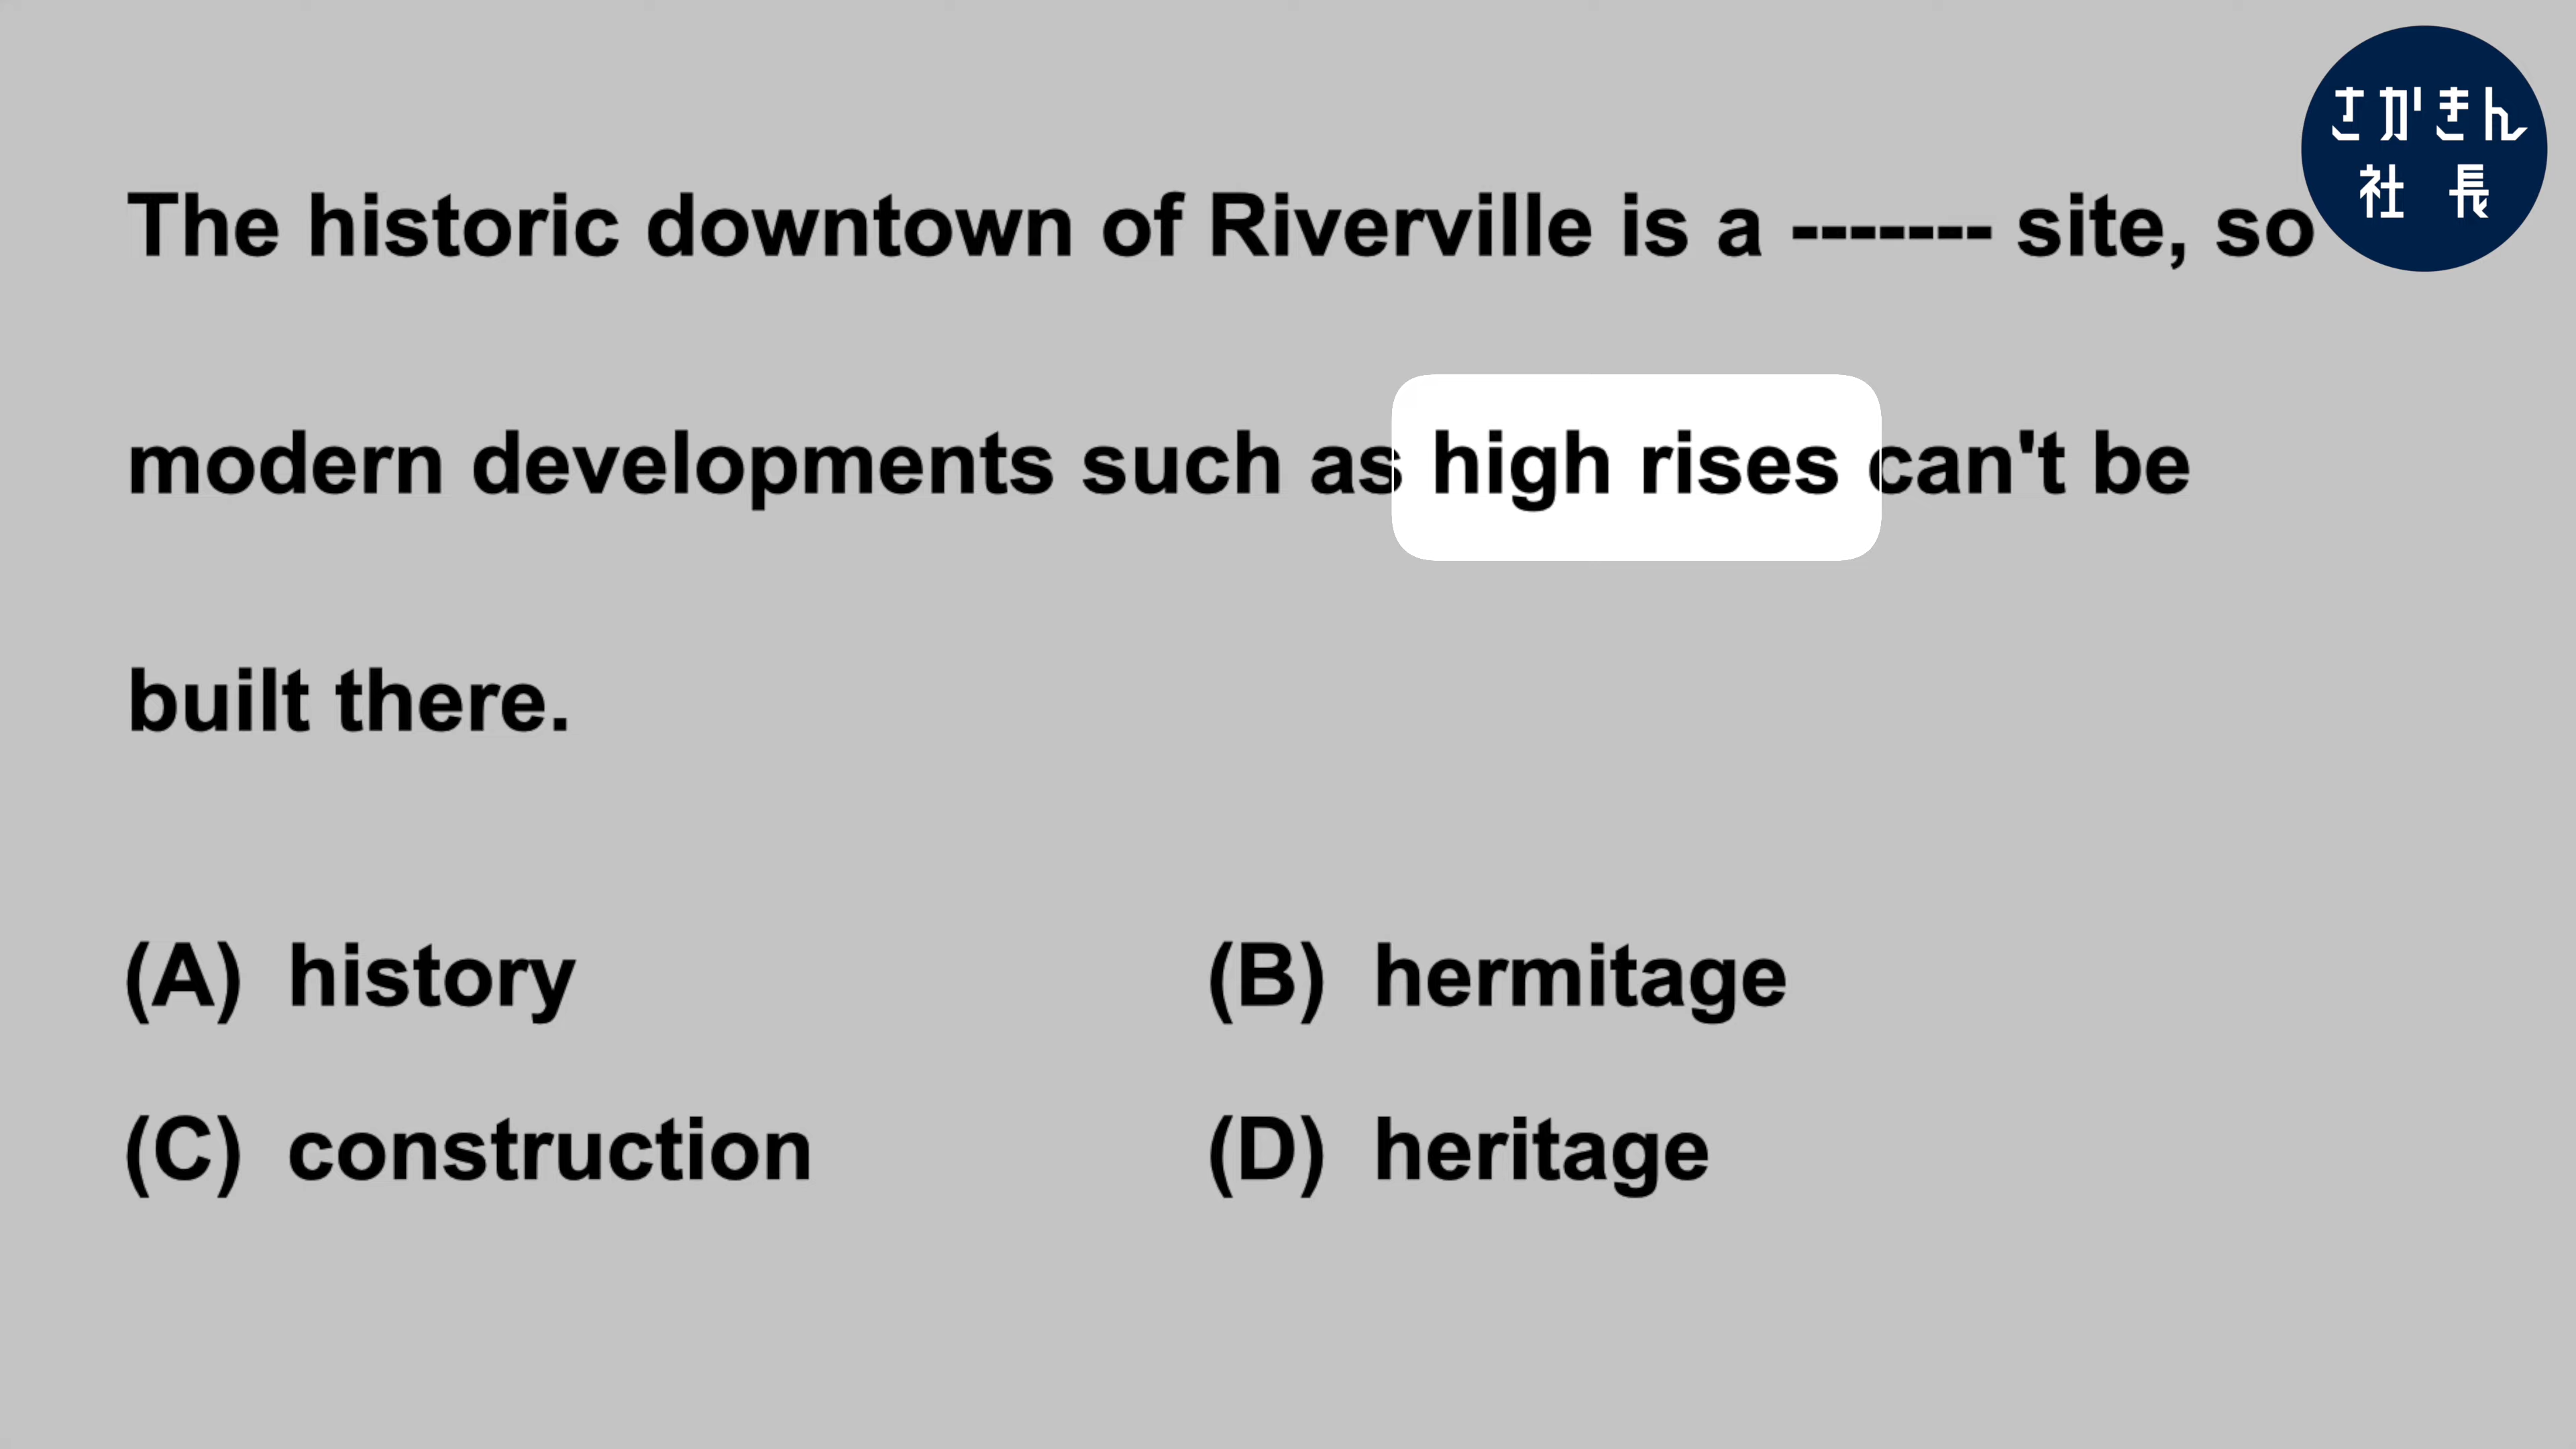 さかきん
社長
The historic downtown of Riverville is a ------- site, so
modern developments such as high rises can't be
built there.
(A) history
(B) hermitage
(C) construction
(D) heritage